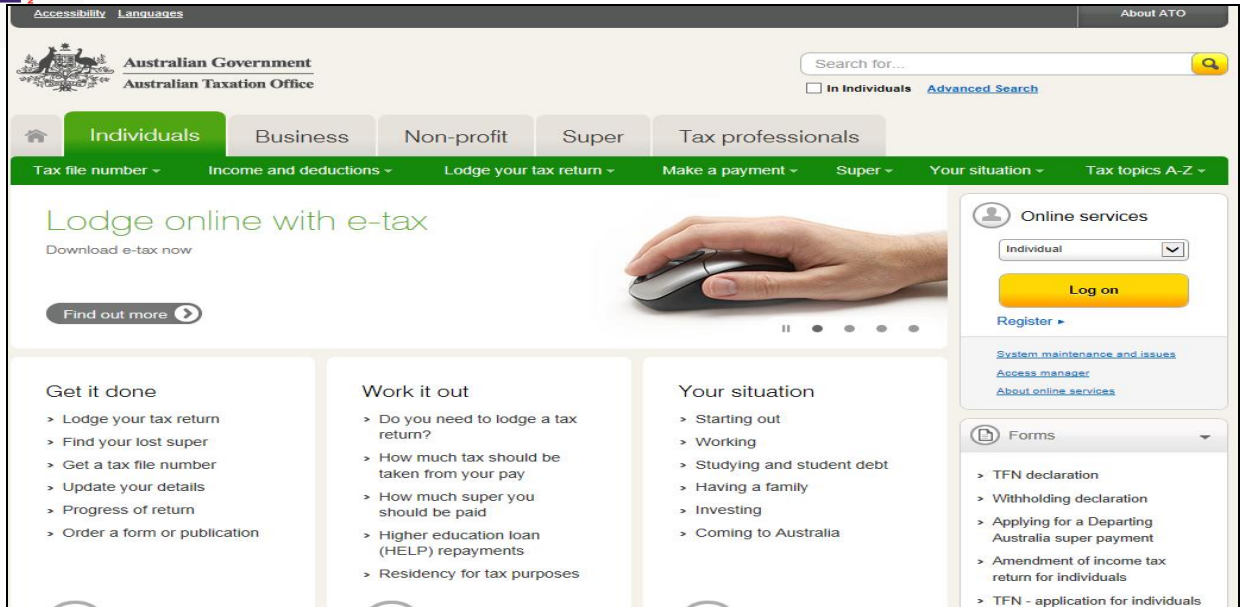 2
Accessibility Languages
About ATO
Australian Government
Australian Taxation Office
Search for...
In Individuals Advanced Search
Individuals Business Non-profit Super Tax professionals
Tax file number Income and deductions Lodge your tax return Make a payment Super Your situation Tax topics A-Z
Lodge online with e-tax
Download e-tax now
Find out more
Online services
Individual
Log on
Register
System maintenance and issues
Access manager
About online services
Get it done
Lodge your tax return
Find your lost super
Get a tax file number
Update your details
Progress of return
Order a form or publication
Work it out
Do you need to lodge a tax
return?
How much tax should be
taken from your pay
How much super you
should be paid
Higher education loan
(HELP) repayments
Residency for tax purposes
Your situation
Starting out
Working
Studying and student debt
Having a family
Investing
Coming to Australia
Forms
TFN declaration
Withholding declaration
Applying for a Departing
Australia super payment
Amendment of income tax
return for individuals
TFN - application for individuals